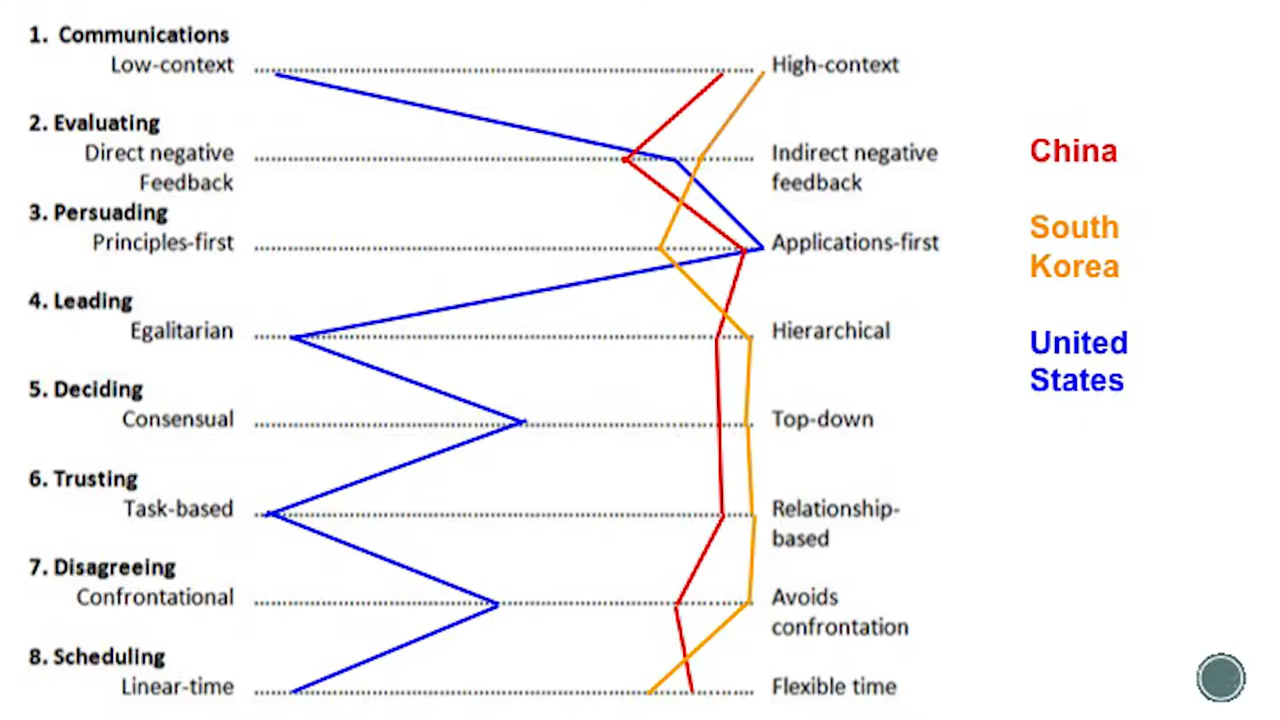 1. Communications
Low-context
High-context
2. Evaluating
Direct negative
Feedback
Indirect negative
feedback
3. Persuading
Principles-first
Applications-first
4. Leading
Egalitarian
Hierarchical
5. Deciding
Consensual
Top-down
6. Trusting
Task-based
Relationship-
based
7. Disagreeing
Confrontational
Avoids
confrontation
8. Scheduling
Linear-time
Flexible time
China
South
Korea
United
States